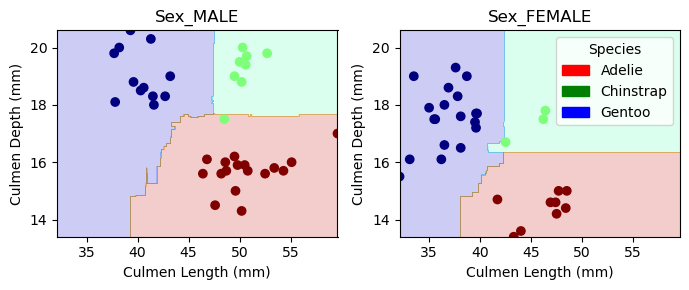 Sex_MALE
Sex_FEMALE
Culmen Depth (mm)
20
18
16
14
35
40
45
50
55
Culmen Length (mm)
Culmen Depth (mm)
20
18
16
14
35
40
45
50
55
Culmen Length (mm)
Species
Adelie
Chinstrap
Gentoo